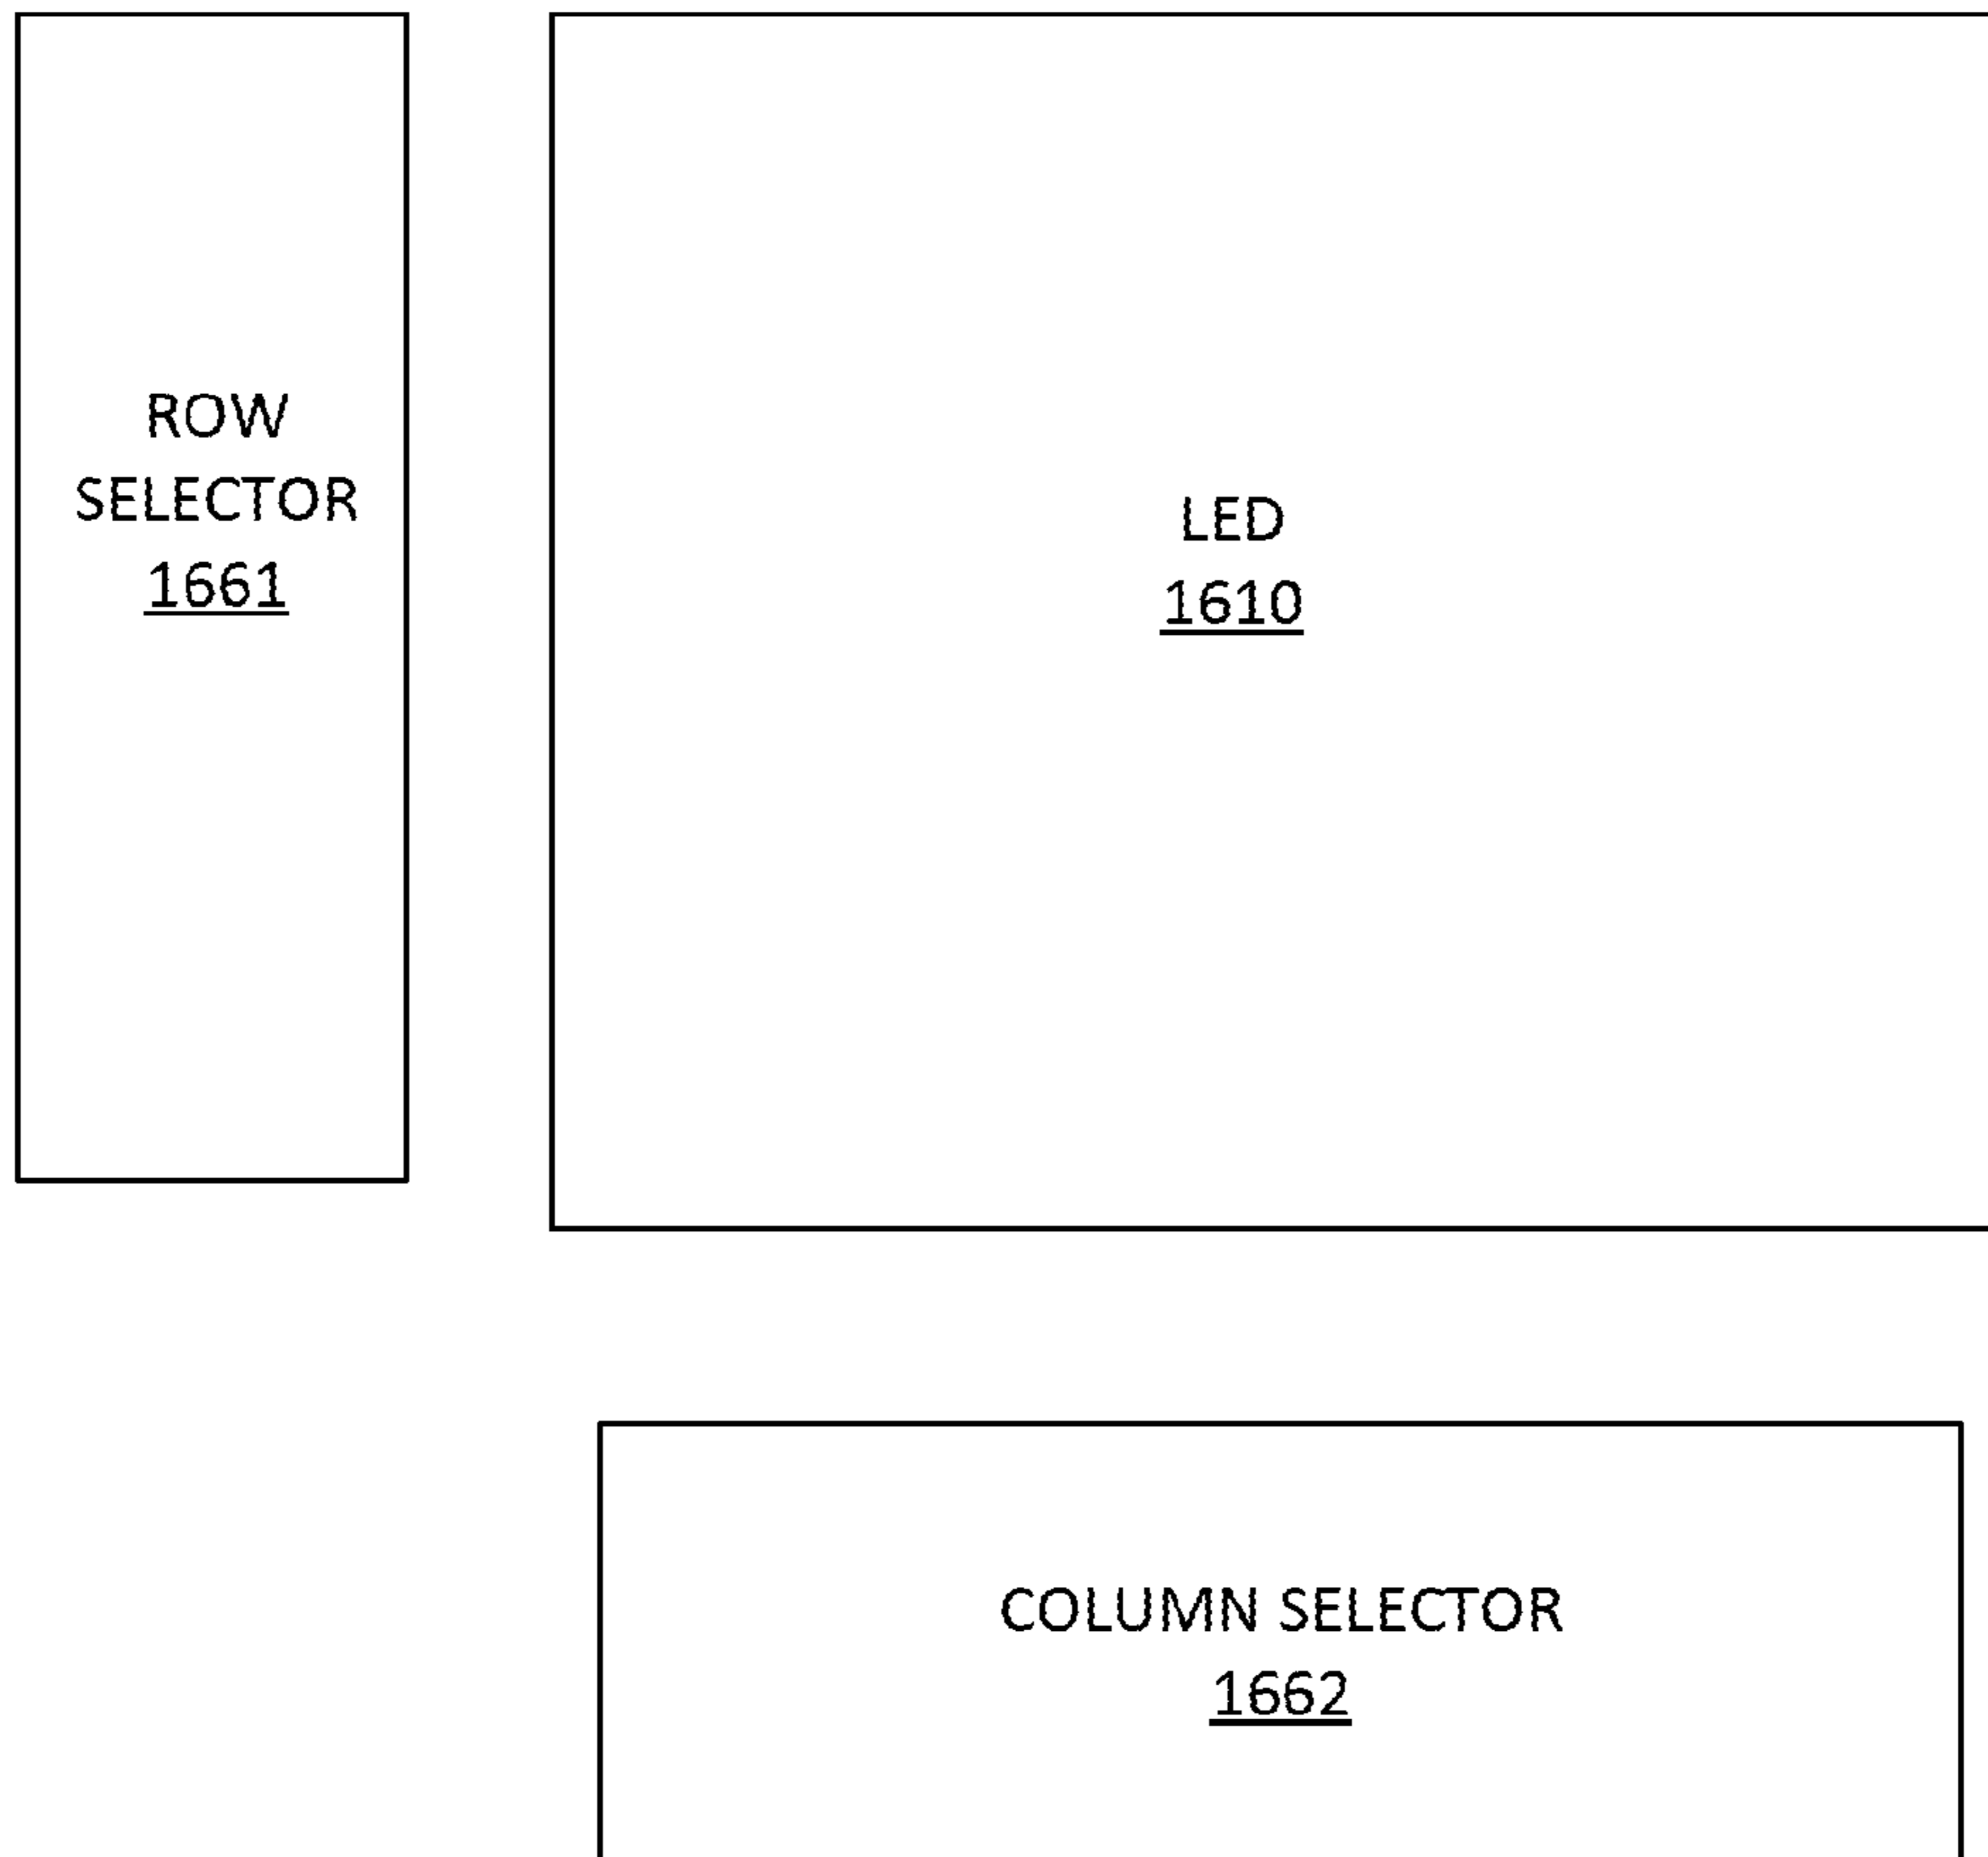 ROW
SELECTOR
1661
LED
1610
COLUMN SELECTOR
1662